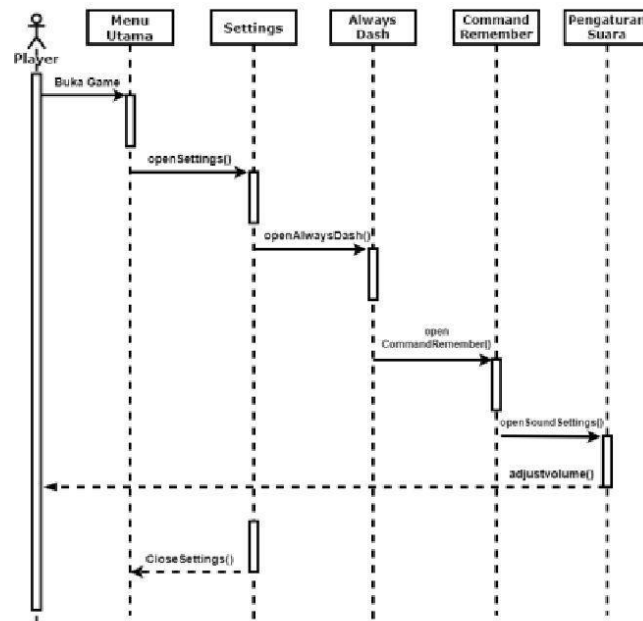 Menu
Utama
Settings
Always
Dash
Command
Remember
Pengaturan
Suara
Player
Buka Game
openSettings()
openAlwaysDash()
open
CommandRemember()
openSoundSettings()
adjustvolume()
CloseSettings()